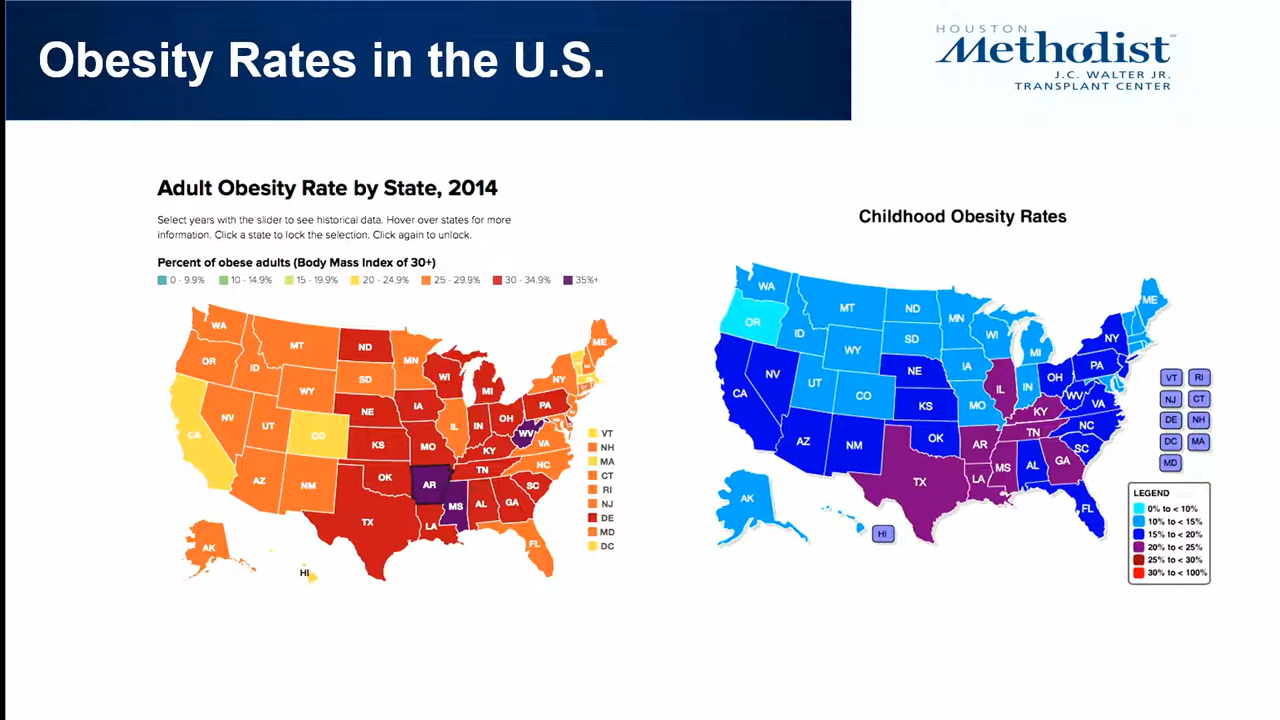 Obesity Rates in the U.S.
HOUSTON
Methodist
J.C. WALTER JR.
TRANSPLANT CENTER
Adult Obesity Rate by State, 2014
Select years with the slider to see historical data. Hover over states for more
information. Click a state to lock the selection. Click again to unlock.
Percent of obese adults (Body Mass Index of 30+)
0 - 9.9% 10 - 14.9% 15 - 19.9% 20 - 24.9% 25 - 29.9% 30 - 34.9% 35%+
WA
MT
ND
MN
OR
ID
SD
WI
MI
NY
ME
WY
NE
IA
PA
NV
UT
CO
KS
MO
IL
IN
OH
WV
VA
CA
AZ
NM
OK
AR
KY
TN
NC
SC
TX
LA
MS
AL
GA
FL
AK
HI
VT
NH
MA
CT
RI
NJ
DE
MD
DC
Childhood Obesity Rates
WA
MT
ND
MN
ME
OR
ID
SD
WI
MI
NY
WY
NE
IA
PA
NV
UT
CO
KS
MO
IL
IN
OH
WV
VA
CA
AZ
NM
OK
AR
KY
TN
NC
SC
TX
LA
MS
AL
GA
FL
AK
HI
VT RI
NJ CT
DE NH
DC MA
MD
LEGEND
0% to < 10%
10% to < 15%
15% to < 20%
20% to < 25%
25% to < 30%
30% to < 100%